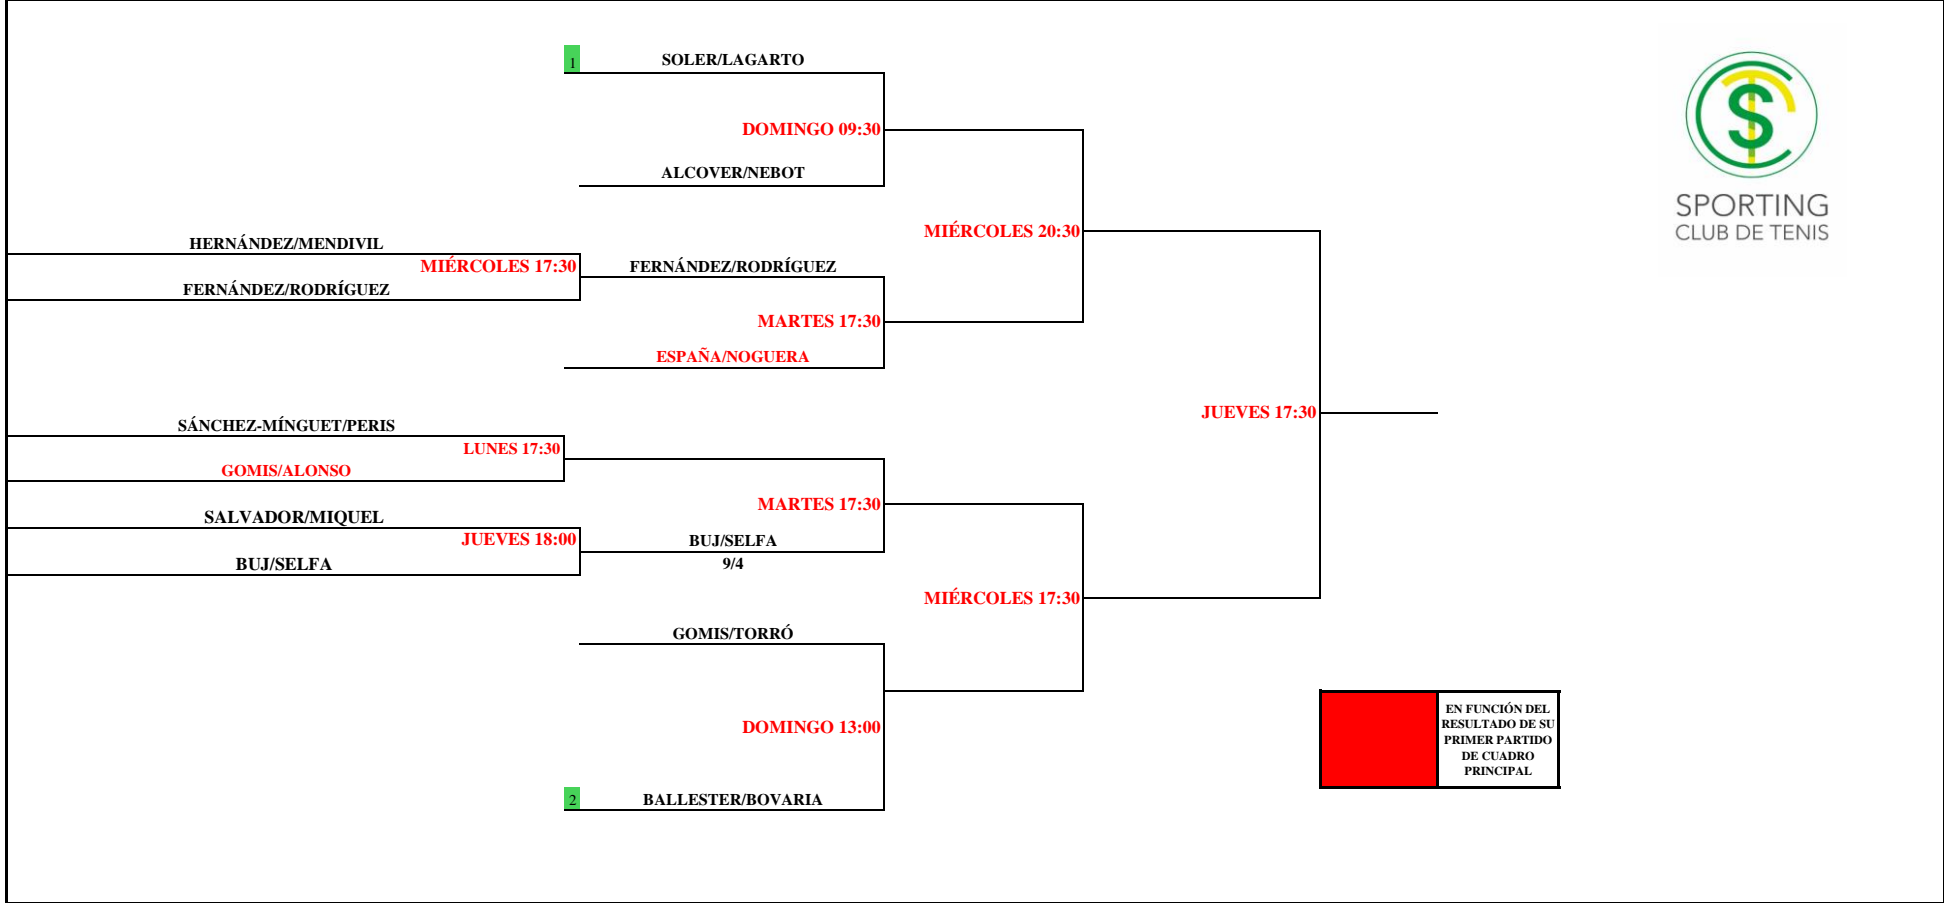 1
SOLER/LAGARTO
DOMINGO 09:30
ALCOVER/NEBOT
SPORTING
CLUB DE TENIS
MIÉRCOLES 20:30
HERNÁNDEZ/MENDIVIL
MIÉRCOLES 17:30
FERNÁNDEZ/RODRÍGUEZ
FERNÁNDEZ/RODRÍGUEZ
MARTES 17:30
ESPAÑA/NOGUERA
JUEVES 17:30
SÁNCHEZ-MÍNGUET/PERIS
LUNES 17:30
GOMIS/ALONSO
MARTES 17:30
SALVADOR/MIQUEL
JUEVES 18:00
BUJ/SELFA
BUJ/SELFA
9/4
MIÉRCOLES 17:30
GOMIS/TORRÓ
DOMINGO 13:00
2
BALLESTER/BOVARIA
EN FUNCIÓN DEL
RESULTADO DE SU
PRIMER PARTIDO
DE CUADRO
PRINCIPAL